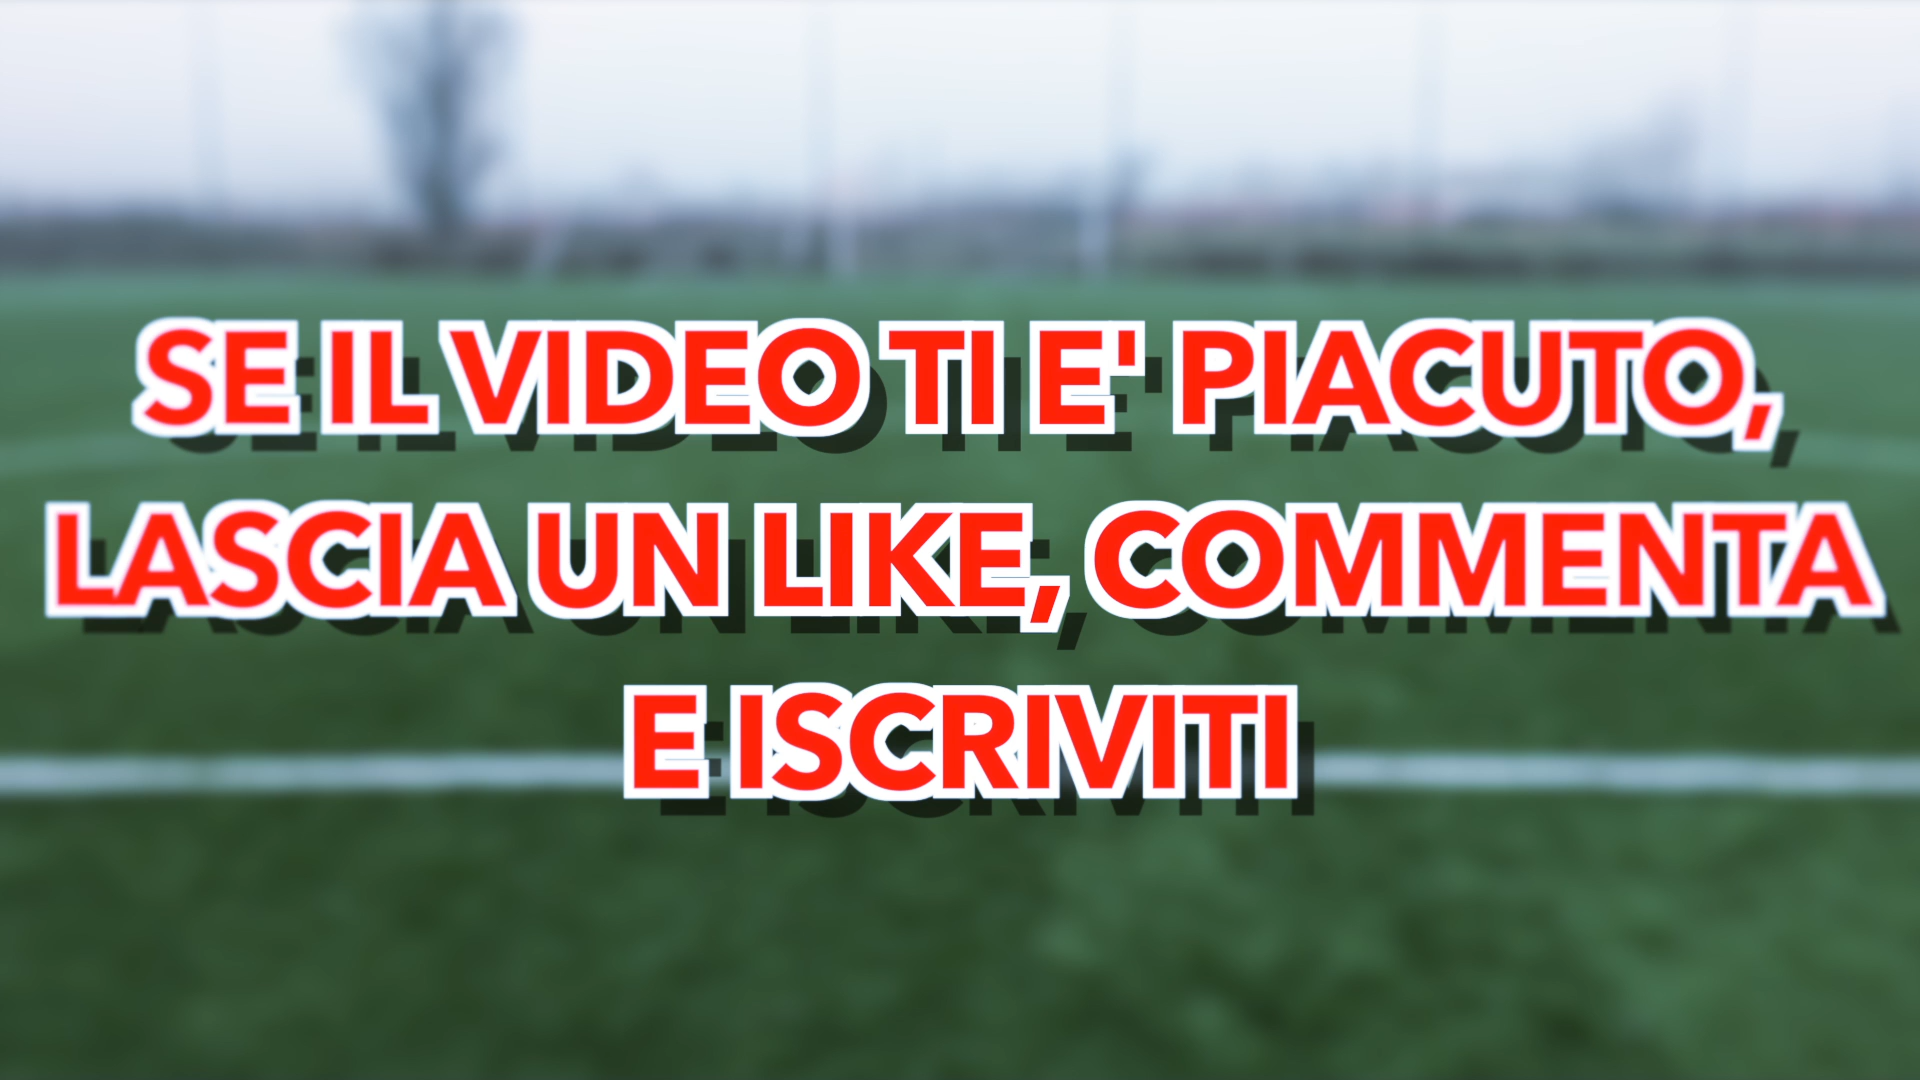 SE IL VIDEO TI E' PIACUTO,
LASCIA UN LIKE, COMMENTA
E ISCRIVITI